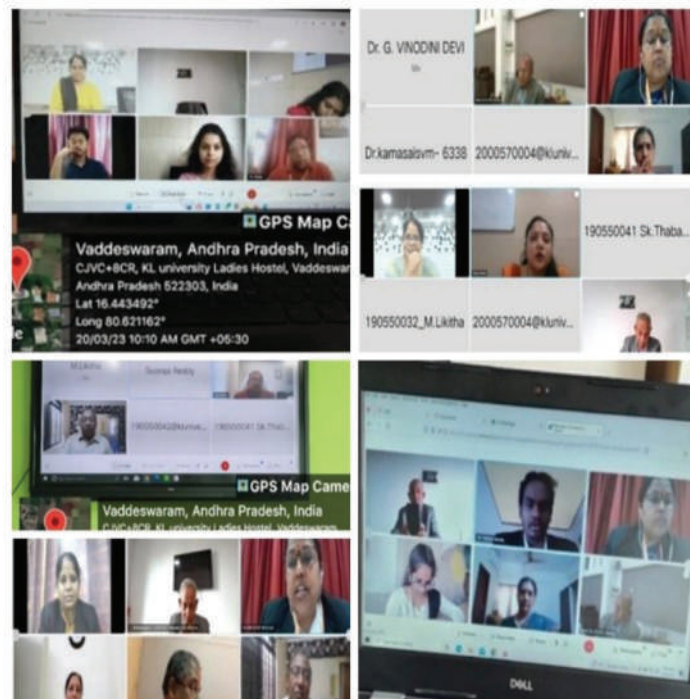 GPS Map Ca
Vaddeswaram, Andhra Pradesh, India
CJVC+8CR, KL university Ladies Hostel, Vaddeswar
Andhra Pradesh 522303, India
Lat 16.443492°
Long 80.621162°
20/03/23 10:10 AM GMT +05:30
Dr. G. VINODINI DEVI
Dr.kamasaisvm- 6338
2000570004@kluniv...
190550041 Sk.Thaba...
190550032_M.Likitha
2000570004@kluniv...
M.Likitha
Reddy
190550042@kluniv...
190550041 Sk.Thab...
GPS Map Came
Vaddeswaram, Andhra Pradesh, India
CJVC+8CR, KL university Ladies Hostel, Vaddeswaram,
DELL